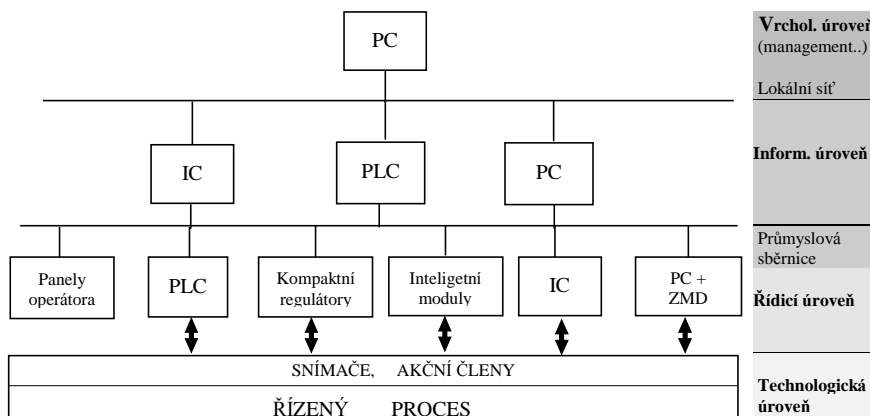 PC
Vrchol. úroveň
(management..)
Lokální síť
IC
PLC
PC
Inform. úroveň
Průmyslová
sběrnice
Panely
operátora
PLC
Kompaktní
regulátory
Inteligetní
moduly
IC
PC +
ZMD
Řídicí úroveň
SNÍMAČE, AKČNÍ ČLENY
ŘÍZENÝ PROCES
Technologická
úroveň